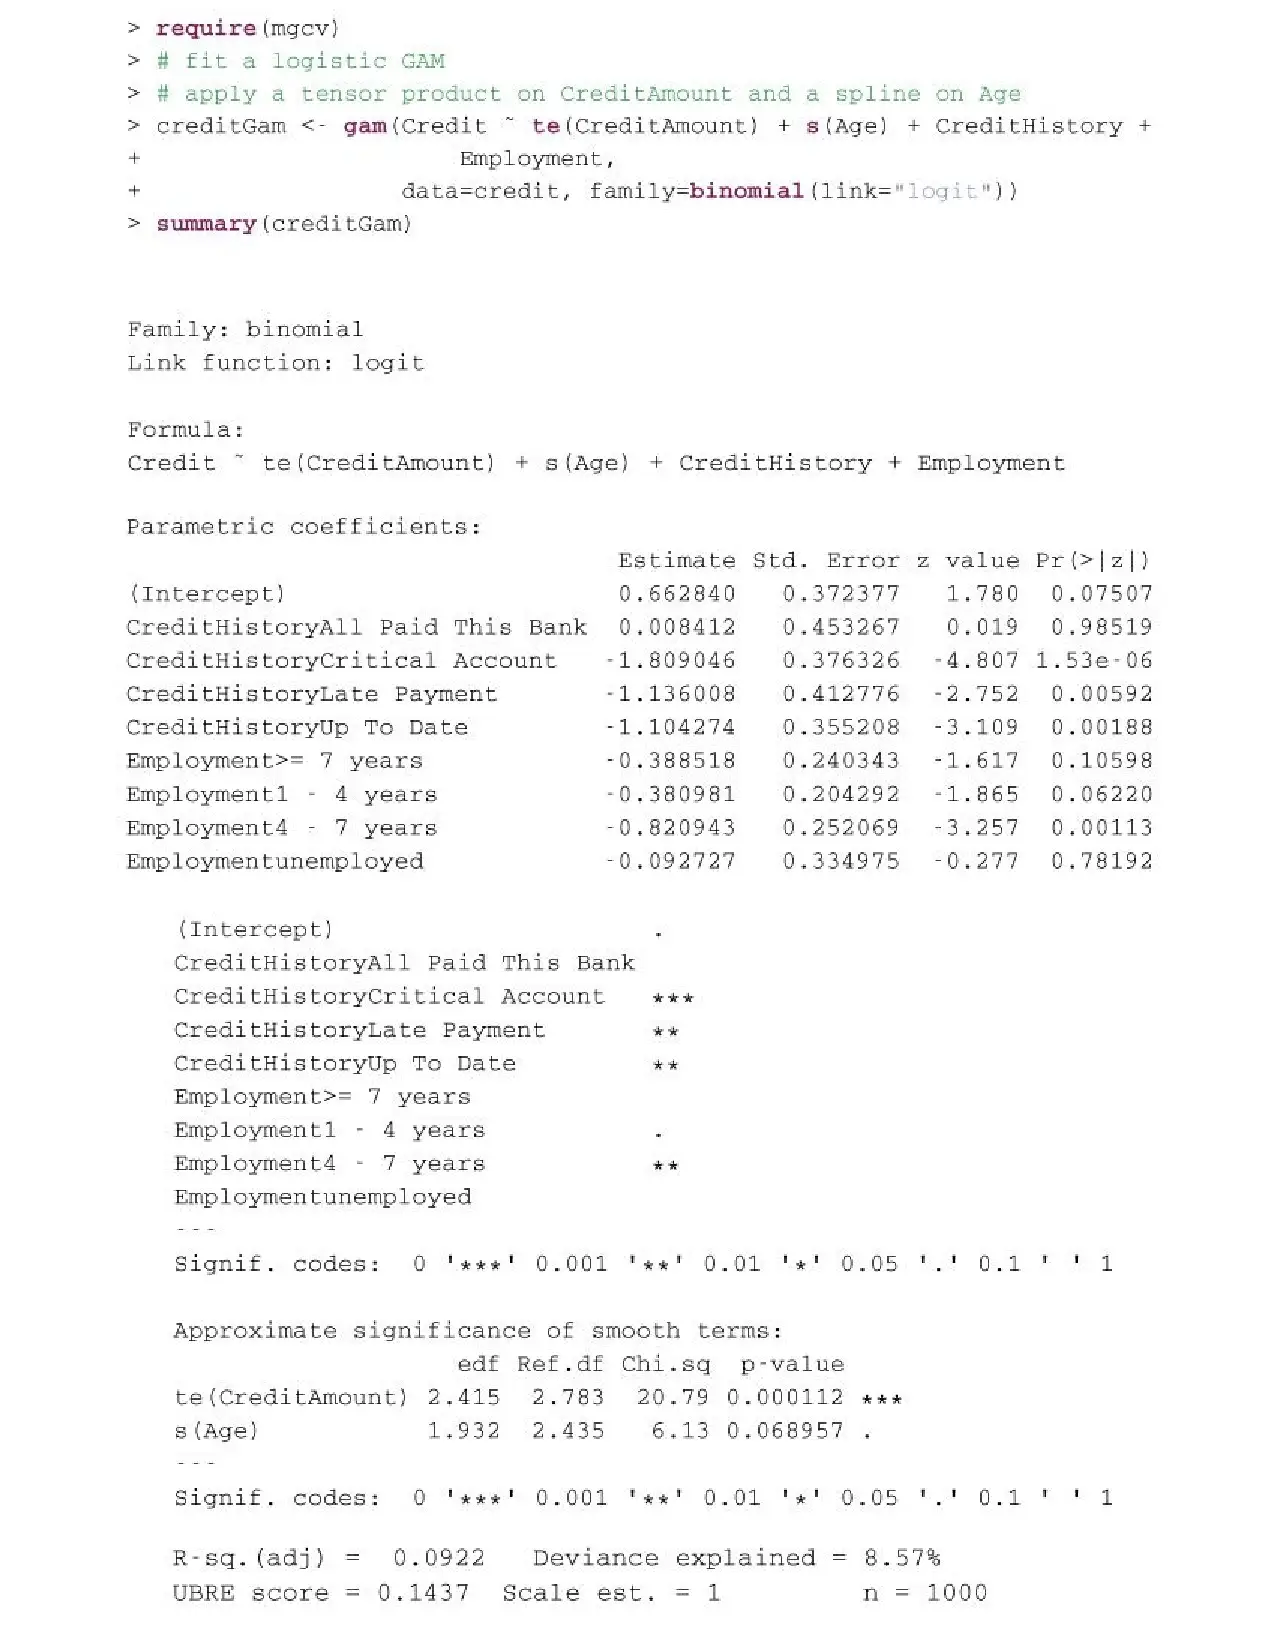 > require(mgcv)
> # fit a logistic GAM
> # apply a tensor product on CreditAmount and a spline on Age
> creditGam <- gam(Credit ˜ te(CreditAmount) + s(Age) + CreditHistory +
+ Employment,
+ data=credit, family=binomial(link="logit"))
> summary(creditGam)
Family: binomial
Link function: logit
Formula:
Credit ˜ te(CreditAmount) + s(Age) + CreditHistory + Employment
Parametric coefficients:
Estimate Std. Error z value Pr(>|z|)
(Intercept) 0.662840 0.372377 1.780 0.07507
CreditHistoryAll Paid This Bank 0.008412 0.453267 0.019 0.98519
CreditHistoryCritical Account -1.809046 0.376326 -4.807 1.53e-06
CreditHistoryLate Payment -1.136008 0.412776 -2.752 0.00592
CreditHistoryUp To Date -1.104274 0.355208 -3.109 0.00188
Employment>= 7 years -0.388518 0.240343 -1.617 0.10598
Employment1 - 4 years -0.380981 0.204292 -1.865 0.06220
Employment4 - 7 years -0.820943 0.252069 -3.257 0.00113
Employmentunemployed -0.092727 0.334975 -0.277 0.78192
(Intercept) .
CreditHistoryAll Paid This Bank
CreditHistoryCritical Account ***
CreditHistoryLate Payment **
CreditHistoryUp To Date **
Employment>= 7 years
Employment1 - 4 years .
Employment4 - 7 years **
Employmentunemployed
---
Signif. codes: 0 '***' 0.001 '**' 0.01 '*' 0.05 '.' 0.1 ' ' 1
Approximate significance of smooth terms:
edf Ref.df Chi.sq p-value
te(CreditAmount) 2.415 2.783 20.79 0.000112 ***
s(Age) 1.932 2.435 6.13 0.068957 .
---
Signif. codes: 0 '***' 0.001 '**' 0.01 '*' 0.05 '.' 0.1 ' ' 1
R-sq.(adj) = 0.0922 Deviance explained = 8.57%
UBRE score = 0.1437 Scale est. = 1 n = 1000